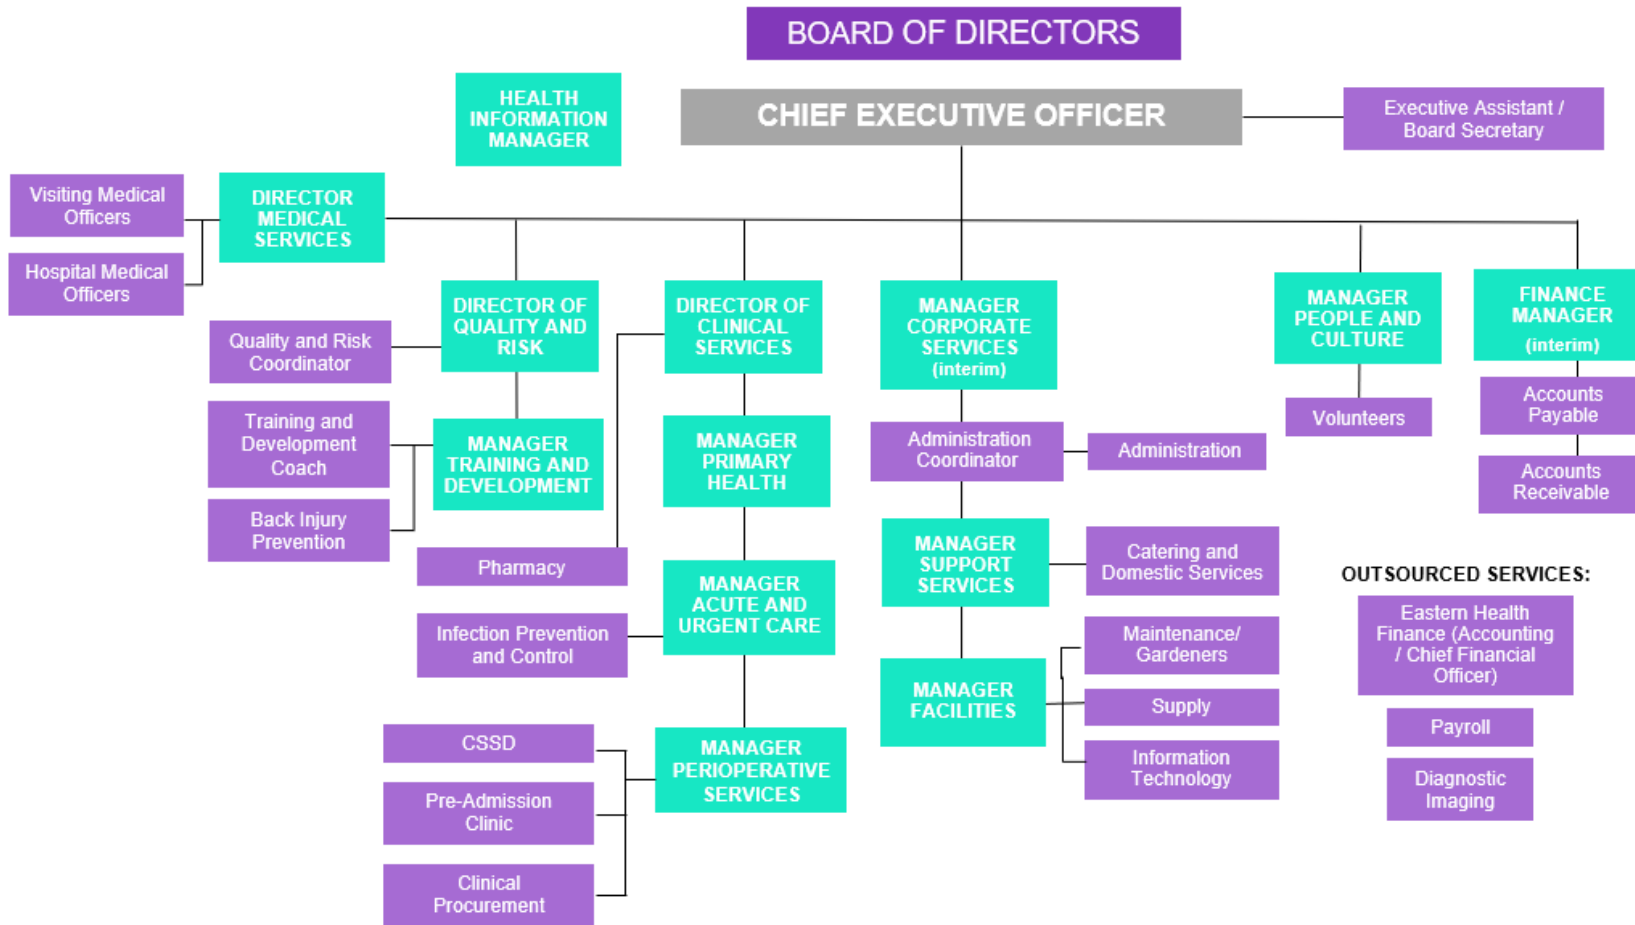 BOARD OF DIRECTORS
HEALTH
INFORMATION
MANAGER
CHIEF EXECUTIVE OFFICER
Executive Assistant /
Board Secretary
Visiting Medical
Officers
Hospital Medical
Officers
DIRECTOR
MEDICAL
SERVICES
DIRECTOR OF
QUALITY AND
RISK
Quality and Risk
Coordinator
Training and
Development
Coach
Back Injury
Prevention
MANAGER
TRAINING AND
DEVELOPMENT
DIRECTOR OF
CLINICAL
SERVICES
Pharmacy
MANAGER
PRIMARY
HEALTH
MANAGER
ACUTE AND
URGENT CARE
Infection Prevention
and Control
MANAGER
PERIOPERATIVE
SERVICES
CSSD
Pre-Admission
Clinic
Clinical
Procurement
MANAGER
CORPORATE
SERVICES
(interim)
Administration
Coordinator
Administration
MANAGER
SUPPORT
SERVICES
Catering and
Domestic Services
MANAGER
FACILITIES
Maintenance/
Gardeners
Supply
Information
Technology
MANAGER
PEOPLE AND
CULTURE
Volunteers
FINANCE
MANAGER
(interim)
Accounts
Payable
Accounts
Receivable
OUTSOURCED SERVICES:
Eastern Health
Finance (Accounting
/ Chief Financial
Officer)
Payroll
Diagnostic
Imaging